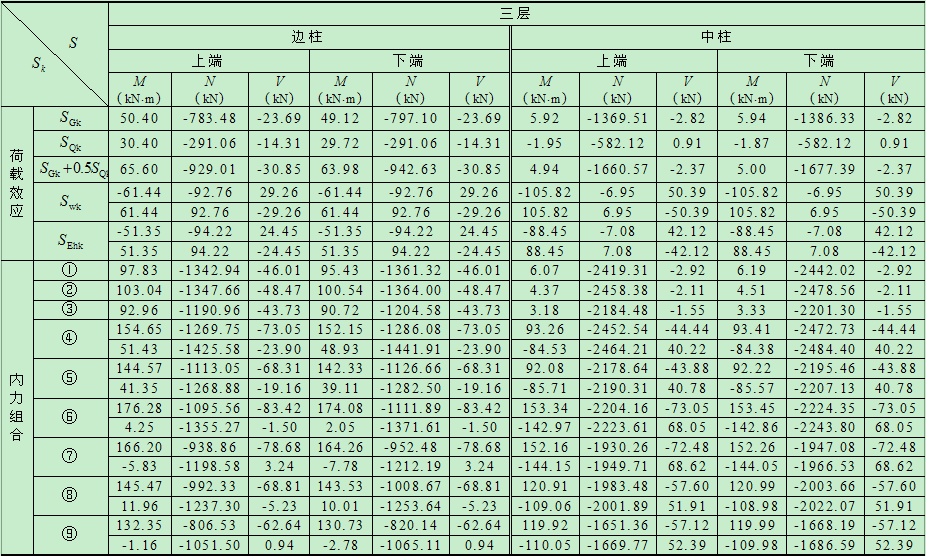 S
Sk
三层
边柱 中柱
上端 下端 上端 下端
M N V M N V M N V M N V
(kN·m) (kN) (kN) (kN·m) (kN) (kN) (kN·m) (kN) (kN) (kN·m) (kN) (kN)
荷载效应
SGk 50.40 -783.48 -23.69 49.12 -797.10 -23.69 5.92 -1369.51 -2.82 5.94 -1386.33 -2.82
SQk 30.40 -291.06 -14.31 29.72 -291.06 -14.31 -1.95 -582.12 0.91 -1.87 -582.12 0.91
SGk+0.5SQk 65.60 -929.01 -30.85 63.98 -942.63 -30.85 4.94 -1660.57 -2.37 5.00 -1677.39 -2.37
Swk -61.44 -92.76 29.26 -61.44 -92.76 29.26 -105.82 -6.95 50.39 -105.82 -6.95 50.39
61.44 92.76 -29.26 61.44 92.76 -29.26 105.82 6.95 -50.39 105.82 6.95 -50.39
SEhk -51.35 -94.22 24.45 -51.35 -94.22 24.45 -88.45 -7.08 42.12 -88.45 -7.08 42.12
51.35 94.22 -24.45 51.35 94.22 -24.45 88.45 7.08 -42.12 88.45 7.08 -42.12
内力组合
① 97.83 -1342.94 -46.01 95.43 -1361.32 -46.01 6.07 -2419.31 -2.92 6.19 -2442.02 -2.92
② 103.04 -1347.66 -48.47 100.54 -1364.00 -48.47 4.37 -2458.38 -2.11 4.51 -2478.56 -2.11
③ 92.96 -1190.96 -43.73 90.72 -1204.58 -43.73 3.18 -2184.48 -1.55 3.33 -2201.30 -1.55
④ 154.65 -1269.75 -73.05 152.15 -1286.08 -73.05 93.26 -2452.54 -44.44 93.41 -2472.73 -44.44
51.43 -1425.58 -23.90 48.93 -1441.91 -23.90 -84.53 -2464.21 40.22 -84.38 -2484.40 40.22
⑤ 144.57 -1113.05 -68.31 142.33 -1126.66 -68.31 92.08 -2178.64 -43.88 92.22 -2195.46 -43.88
41.35 -1268.88 -19.16 39.11 -1282.50 -19.16 -85.71 -2190.31 40.78 -85.57 -2207.13 40.78
⑥ 176.28 -1095.56 -83.42 174.08 -1111.89 -83.42 153.34 -2204.16 -73.05 153.45 -2224.35 -73.05
4.25 -1355.27 -1.50 2.05 -1371.61 -1.50 -142.97 -2223.61 68.05 -142.86 -2243.80 68.05
⑦ 166.20 -938.86 -78.68 164.26 -952.48 -78.68 152.16 -1930.26 -72.48 152.26 -1947.08 -72.48
-5.83 -1198.58 3.24 -7.78 -1212.19 3.24 -144.15 -1949.71 68.62 -144.05 -1966.53 68.62
⑧ 145.47 -992.33 -68.81 143.53 -1008.67 -68.81 120.91 -1983.48 -57.60 120.99 -2003.66 -57.60
11.96 -1237.30 -5.23 10.01 -1253.64 -5.23 -109.06 -2001.89 51.91 -108.98 -2022.07 51.91
⑨ 132.35 -806.53 -62.64 130.73 -820.14 -62.64 119.92 -1651.36 -57.12 119.99 -1668.19 -57.12
-1.16 -1051.50 0.94 -2.78 -1065.11 0.94 -110.05 -1669.77 52.39 -109.98 -1686.59 52.39